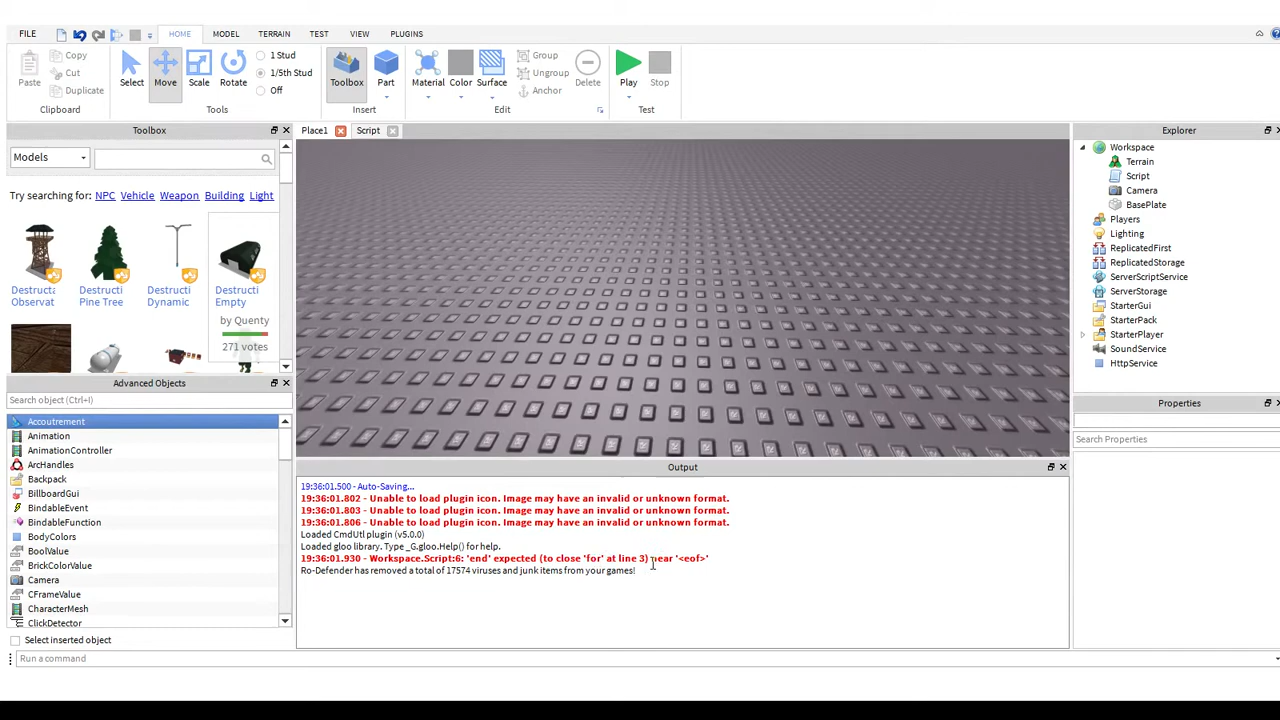 FILE
HOME
MODEL
TERRAIN
TEST
VIEW
PLUGINS
Paste
Copy
Cut
Duplicate
Clipboard
Select
Move
Scale
Rotate
1 Stud
1/5th Stud
Off
Tools
Toolbox
Part
Insert
Material
Color
Surface
Group
Ungroup
Anchor
Delete
Edit
Play
Stop
Test
Toolbox
Models
Try searching for: NPC Vehicle Weapon Building Light
Destructi Destructi Destructi Destructi
Observat Pine Tree Dynamic Empty
by Quenty
271 votes
Advanced Objects
Search object (Ctrl+I)
Accoutrement
Animation
AnimationController
ArcHandles
Backpack
BillboardGui
BindableEvent
BindableFunction
BodyColors
BoolValue
BrickColorValue
Camera
CFrameValue
CharacterMesh
ClickDetector
Select inserted object
Run a command
Place1
Script
Output
19:36:01.500 - Auto-Saving...
19:36:01.802 - Unable to load plugin icon. Image may have an invalid or unknown format.
19:36:01.803 - Unable to load plugin icon. Image may have an invalid or unknown format.
19:36:01.806 - Unable to load plugin icon. Image may have an invalid or unknown format.
Loaded CmdUtl plugin (v5.0.0)
Loaded gloo library. Type _G.gloo.Help() for help.
19:36:01.930 - Workspace.Script:6: 'end' expected (to close 'for' at line 3) near '<eof>'
Ro-Defender has removed a total of 17574 viruses and junk items from your games!
Explorer
Workspace
Terrain
Script
Camera
BasePlate
Players
Lighting
ReplicatedFirst
ReplicatedStorage
ServerScriptService
ServerStorage
StarterGui
StarterPack
StarterPlayer
SoundService
HttpService
Properties
Search Properties